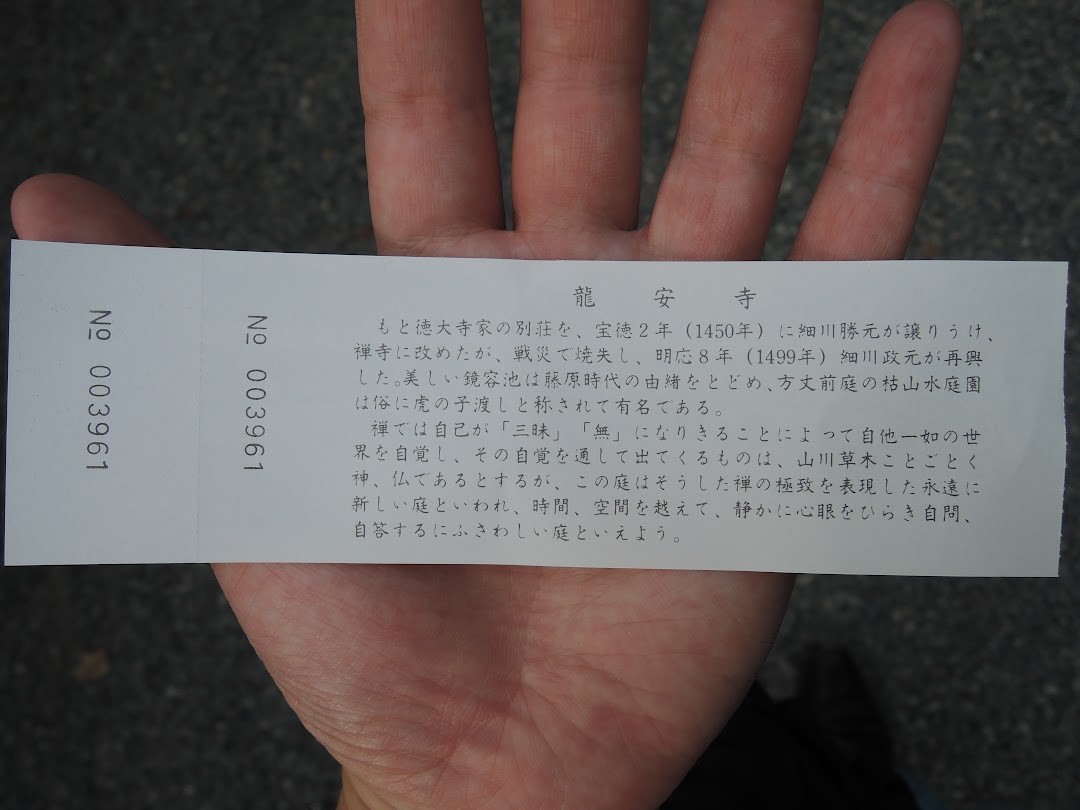 № 003961
№ 003961
龍安寺
もと徳大寺家の別荘を、宝徳2年（1450年）に細川勝元が譲りうけ、
禅寺に改めたが、戦災で焼失し、明応8年（1499年）細川政元が再興
した。美しい鏡容池は藤原時代の由緒をとどめ、方丈前庭の枯山水庭園
は俗に虎の子渡しと称されて有名である。
禅では自己が「三昧」「無」になりきることによって自他一如の世
界を自覚し、その自覚を通して出てくるものは、山川草木ことごとく
神、仏であるとするが、この庭はそうした禅の極致を表現した永遠に
新しい庭といわれ、時間、空間を越えて、静かに心眼をひらき自問、
自答するにふさわしい庭といえよう。